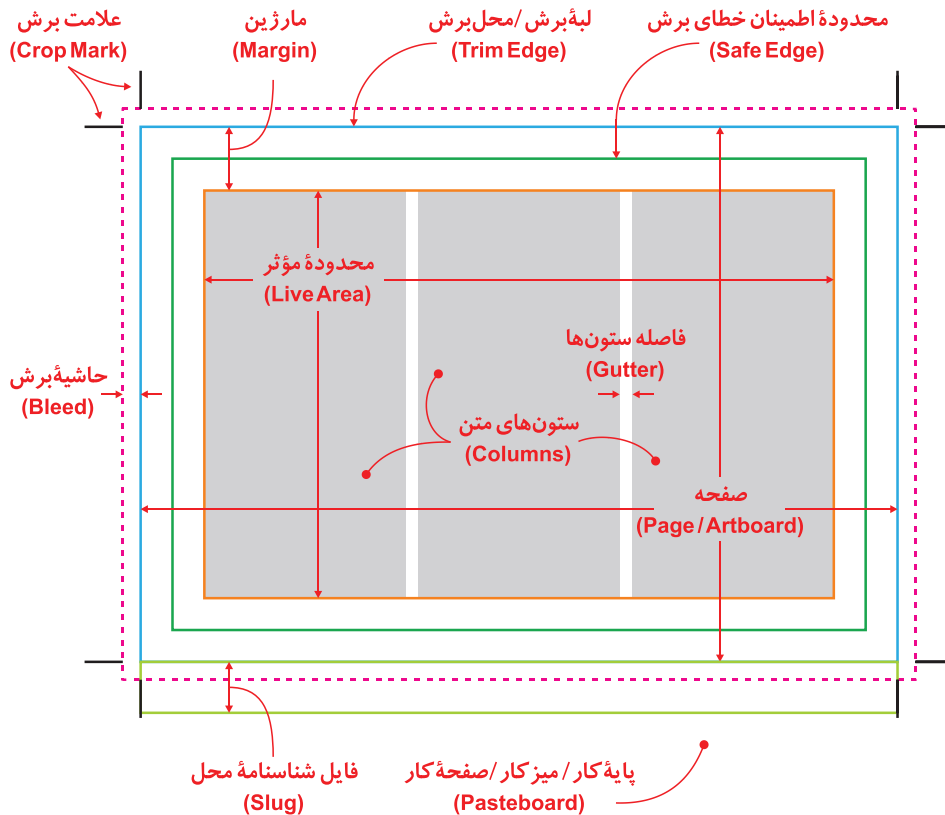 علامت برش
(Crop Mark)
مارژین
(Margin)
لبهٔ برش / محل برش
(Trim Edge)
محدودهٔ اطمینان خطای برش
(Safe Edge)
محدودهٔ مؤثر
(Live Area)
فاصله ستون‌ها
(Gutter)
حاشیهٔ برش
(Bleed)
ستون‌های متن
(Columns)
صفحه
(Page / Artboard)
فایل شناسنامهٔ محل
(Slug)
پایهٔ کار / میز کار / صفحهٔ کار
(Pasteboard)